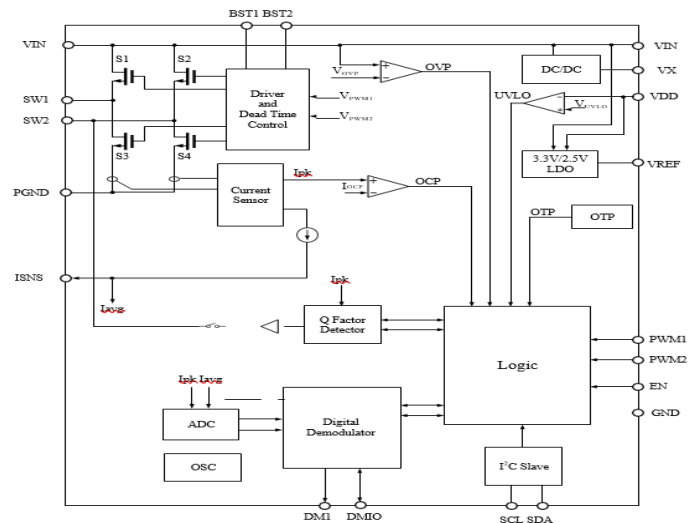 BST1 BST2
VIN
VIN
S1
S2
OVP
VOVP
DC/DC
VX
SW1
Driver
and
Dead Time
Control
VPWM1
UVLO
VDD
VUVLO
SW2
VPWM2
S3
S4
3.3V/2.5V
LDO
VREF
Ipk
PGND
Current
Sensor
IOCP
OCP
OTP
OTP
ISNS
Iavg
Ipk
Q Factor
Detector
PWM1
Logic
PWM2
Ipk Iavg
EN
GND
ADC
Digital
Demodulator
OSC
I²C Slave
DM1
DMIO
SCL SDA